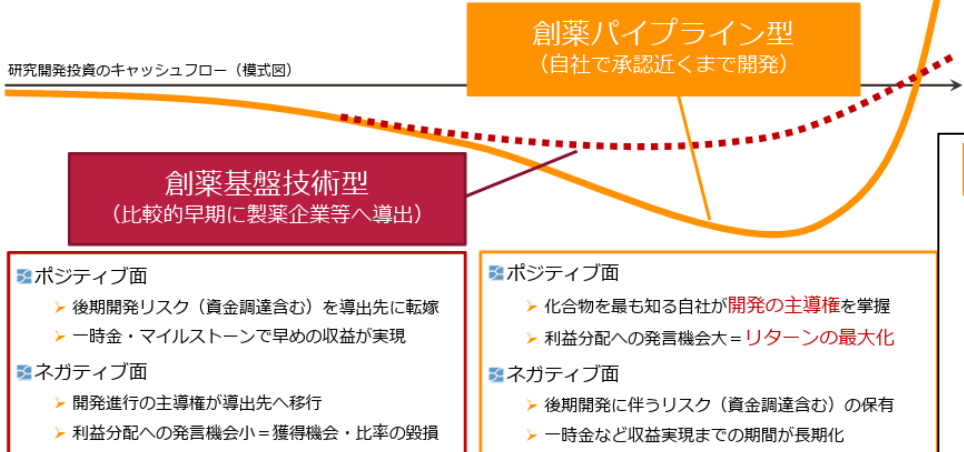 創薬パイプライン型
（自社で承認近くまで開発）
研究開発投資のキャッシュフロー（模式図）
創薬基盤技術型
（比較的早期に製薬企業等へ導出）
ポジティブ面
後期開発リスク（資金調達含む）を導出先に転嫁
一時金・マイルストーンで早めの収益が実現
ネガティブ面
開発進行の主導権が導出先へ移行
利益分配への発言機会小＝獲得機会・比率の毀損
ポジティブ面
化合物を最も知る自社が開発の主導権を掌握
利益分配への発言機会大＝リターンの最大化
ネガティブ面
後期開発に伴うリスク（資金調達含む）の保有
一時金など収益実現までの期間が長期化